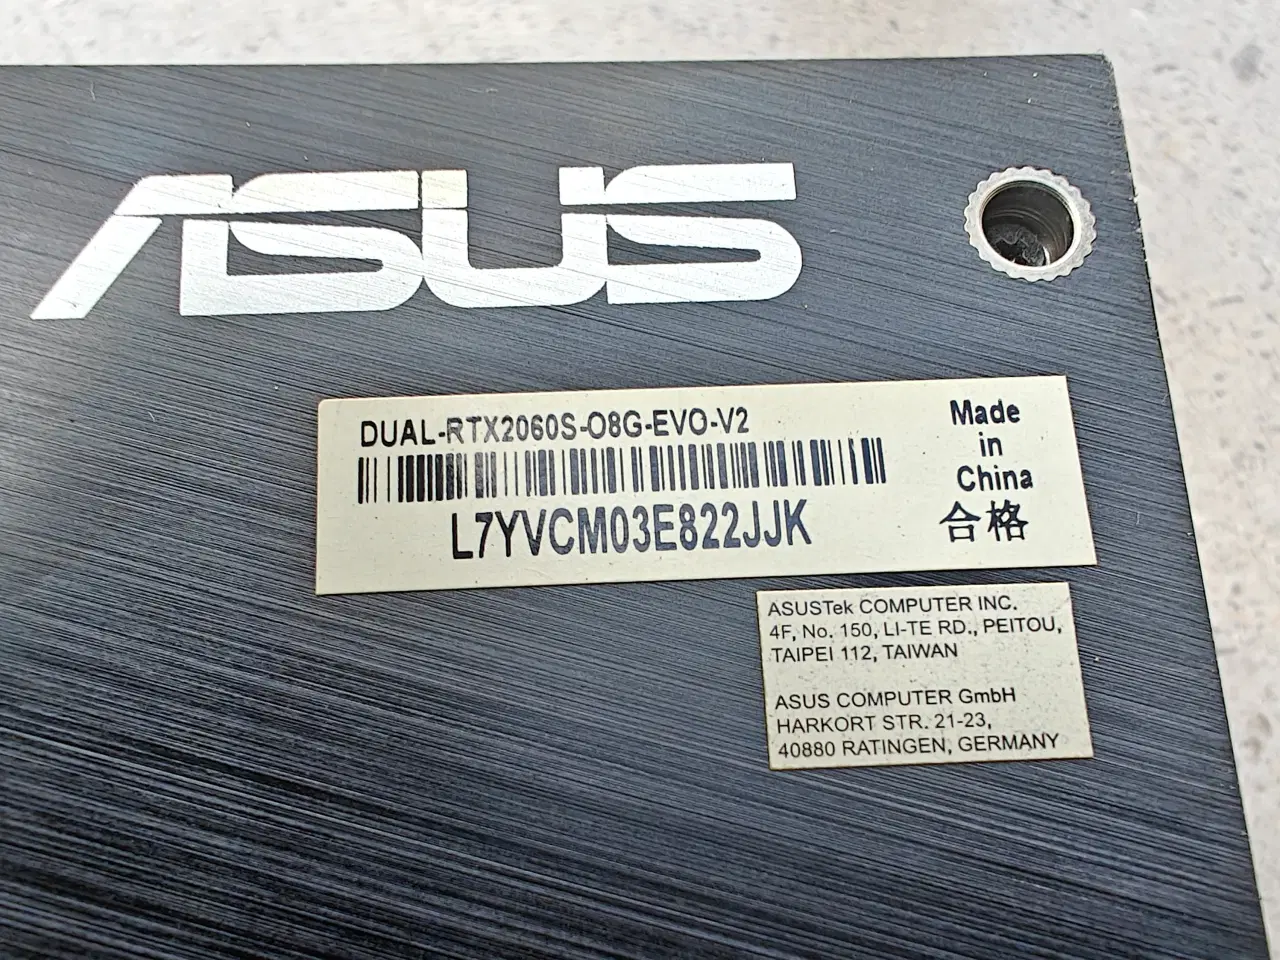 ASUS
DUAL-RTX2060S-O8G-EVO-V2
L7YVCM03E822JJK
Made
in
China
合格
ASUSTek COMPUTER INC.
4F, No. 150, LI-TE RD., PEITOU,
TAIPEI 112, TAIWAN
ASUS COMPUTER GmbH
HARKORT STR. 21-23,
40880 RATINGEN, GERMANY